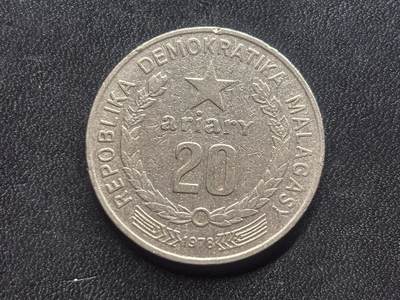 REPOBLIKA DEMOKRATIKA MALAGASY
ariary
20
1978